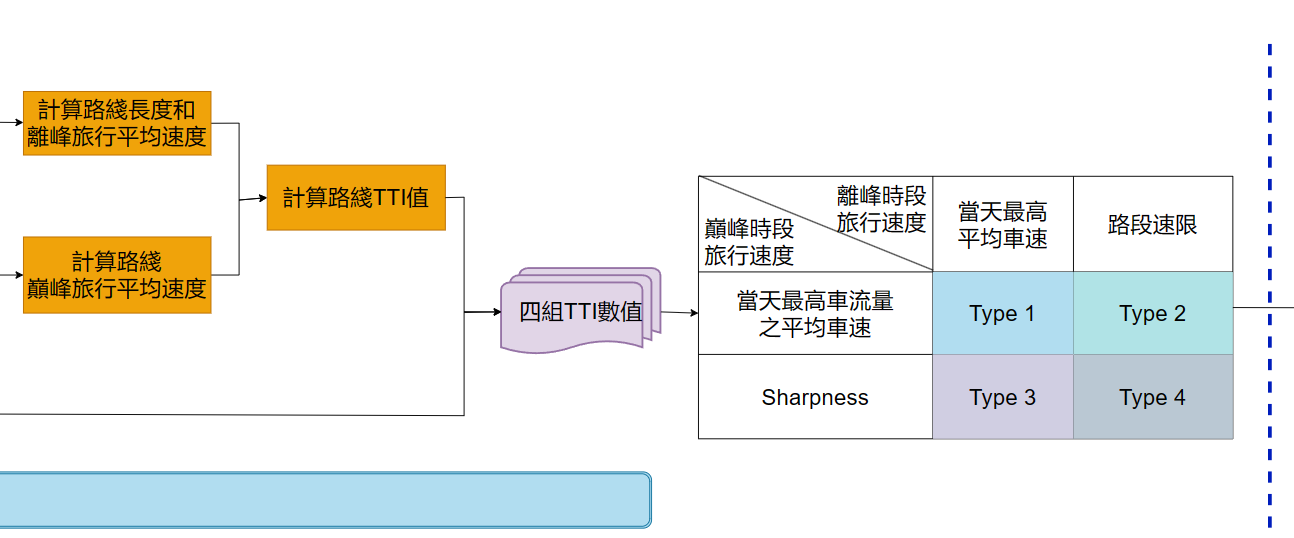 計算路綫長度和
離峰旅行平均速度
計算路綫TTI值
計算路綫
巔峰旅行平均速度
四組TTI數值
離峰時段
旅行速度
巔峰時段
旅行速度
當天最高
平均車速
路段速限
當天最高車流量
之平均車速
Type 1
Type 2
Sharpness
Type 3
Type 4